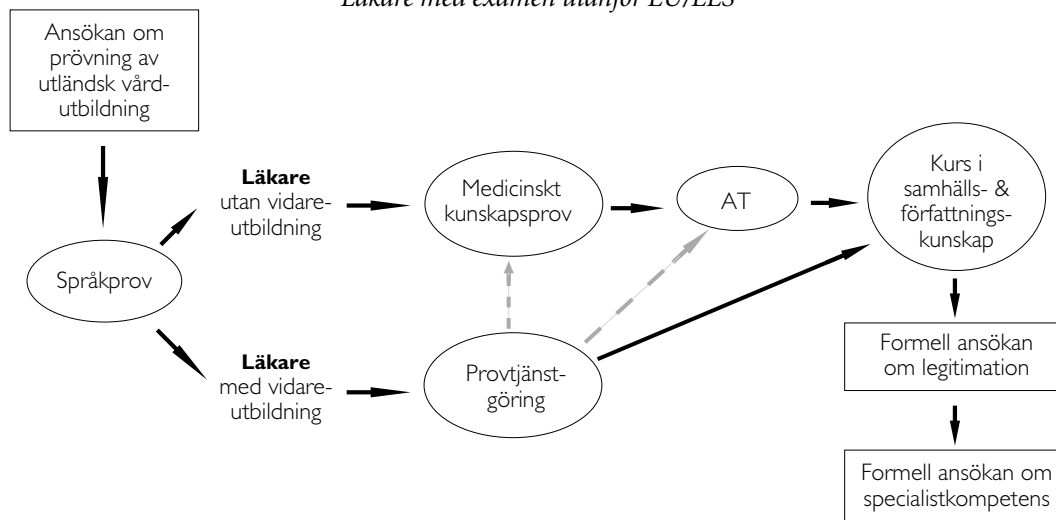 Läkare med examen utanför EU/EES
Ansökan om
prövning av
utländsk vård-
utbildning
Språkprov
Läkare
utan vidare-
utbildning
Medicinskt
kunskapsprov
AT
Kurs i
samhälls- &
författnings-
kunskap
Läkare
med vidare-
utbildning
Provtjänst-
göring
Formell ansökan
om legitimation
Formell ansökan om
specialistkompetens